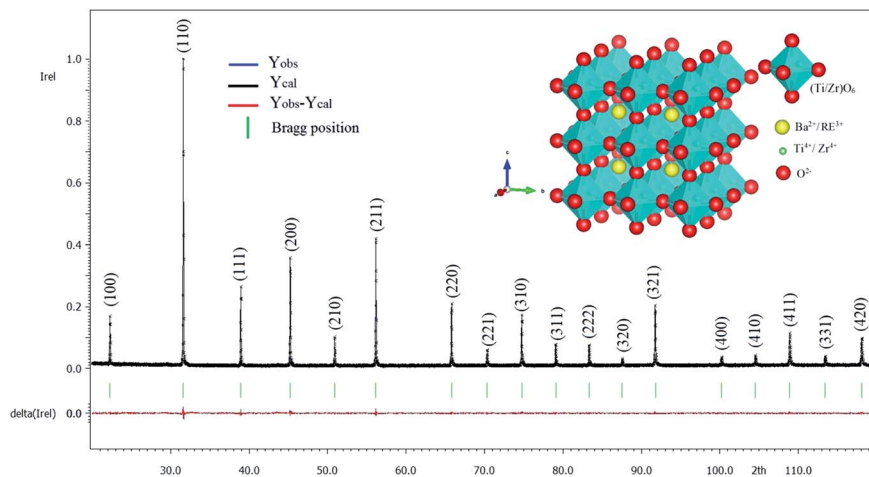 Irel
1.0
0.8
0.6
0.4
0.2
0.0
delta(Irel)
0.0
Yobs
Ycal
Yobs-Ycal
Bragg position
(100)
(110)
(111)
(200)
(210)
(211)
(220)
(221)
(310)
(311)
(222)
(320)
(321)
(400)
(410)
(411)
(331)
(420)
c
a
b
(Ti/Zr)O₆
Ba²⁺/RE³⁺
Ti⁴⁺/ Zr⁴⁺
O²⁻
30.0 40.0 50.0 60.0 70.0 80.0 90.0 100.0 2th 110.0